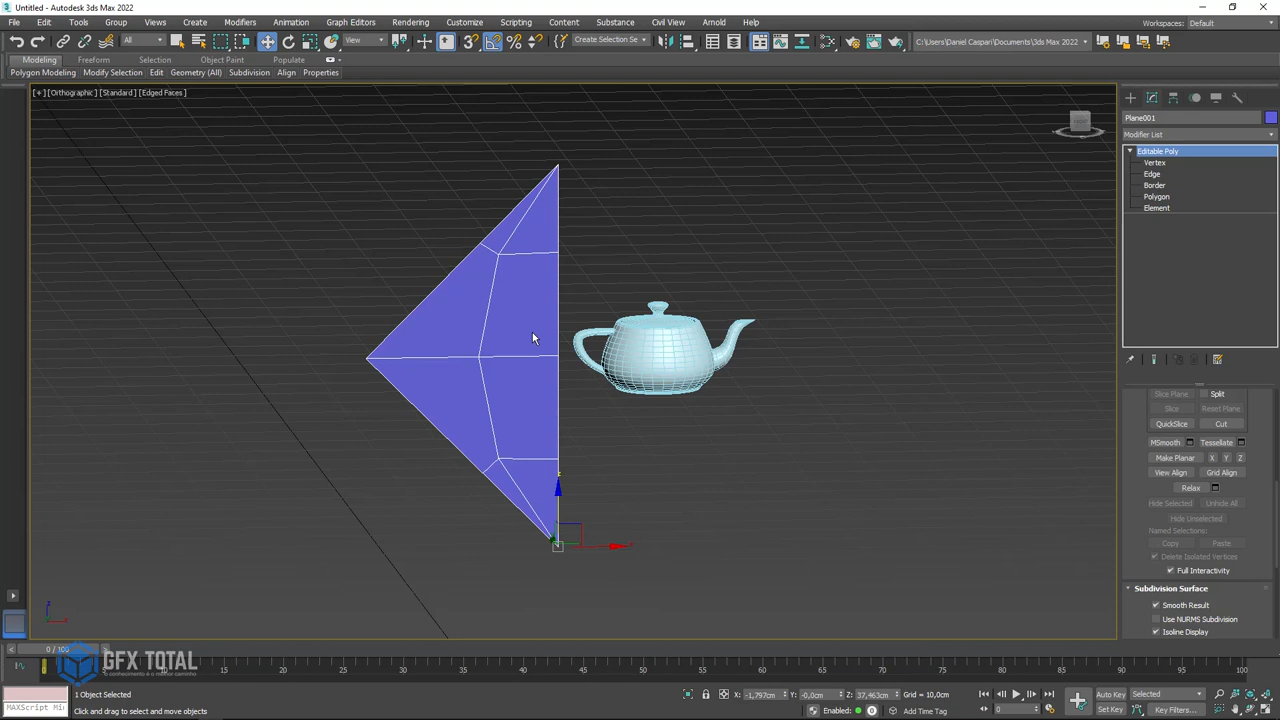 Untitled - Autodesk 3ds Max 2022
File Edit Tools Group Views Create Modifiers Animation Graph Editors Rendering Customize Scripting Content Substance Civil View Arnold Help
Workspaces: Default
All View Create Selection Se C:\Users\Daniel Caspari\Documents\3ds Max 2022
Modeling Freeform Selection Object Paint Populate
Polygon Modeling Modify Selection Edit Geometry (All) Subdivision Align Properties
[+] [Orthographic] [Standard] [Edged Faces]
Plane001
Modifier List
Editable Poly
Vertex
Edge
Border
Polygon
Element
Slice Plane Split
Slice Reset Plane
QuickSlice Cut
MSmooth Tessellate
Make Planar X Y Z
View Align Grid Align
Relax
Hide Selected Unhide All
Hide Unselected
Named Selections:
Copy Paste
Delete Isolated Vertices
Full Interactivity
Subdivision Surface
Smooth Result
Use NURMS Subdivision
Isoline Display
0 / 100
GFX TOTAL
o conhecimento é o melhor caminho
0 15 20 25 30 35 40 45 50 55 60 65 70 75 80 85 90 95 100
1 Object Selected X: -1,797cm Y: -0,0cm Z: 37,463cm Grid = 10,0cm Auto Key Selected
MAXScript Mi Click and drag to select and move objects Enabled: Add Time Tag 0 Set Key Key Filters...